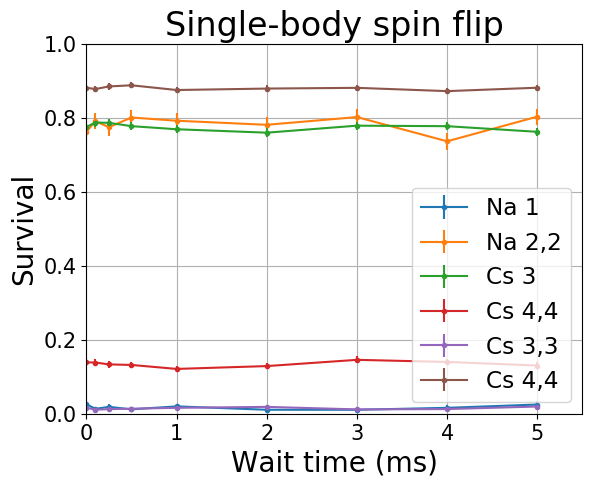 Single-body spin flip
Survival
1.0
0.8
0.6
0.4
0.2
0.0
0
1
2
3
4
5
Wait time (ms)
Na 1
Na 2,2
Cs 3
Cs 4,4
Cs 3,3
Cs 4,4